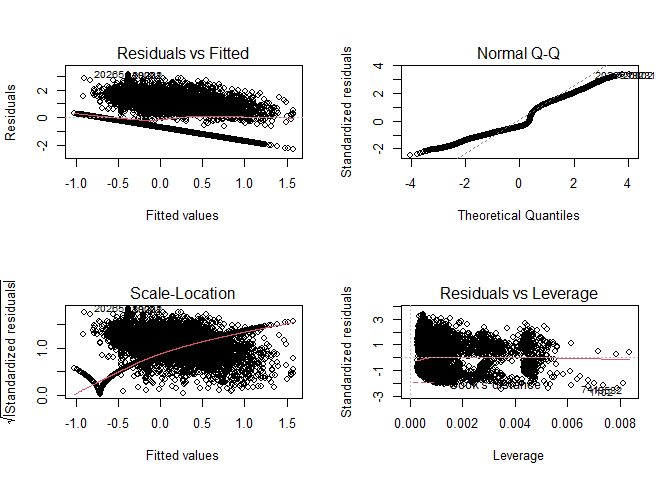 Residuals vs Fitted
Residuals
-2 0 2
-1.0 -0.5 0.0 0.5 1.0 1.5
Fitted values
Normal Q-Q
Standardized residuals
-2 0 2 4
-4 -2 0 2 4
Theoretical Quantiles
Scale-Location
√|Standardized residuals|
0.0 1.0
-1.0 -0.5 0.0 0.5 1.0 1.5
Fitted values
Residuals vs Leverage
Standardized residuals
-3 -1 1 3
Cook's distance
0.000 0.002 0.004 0.006 0.008
Leverage